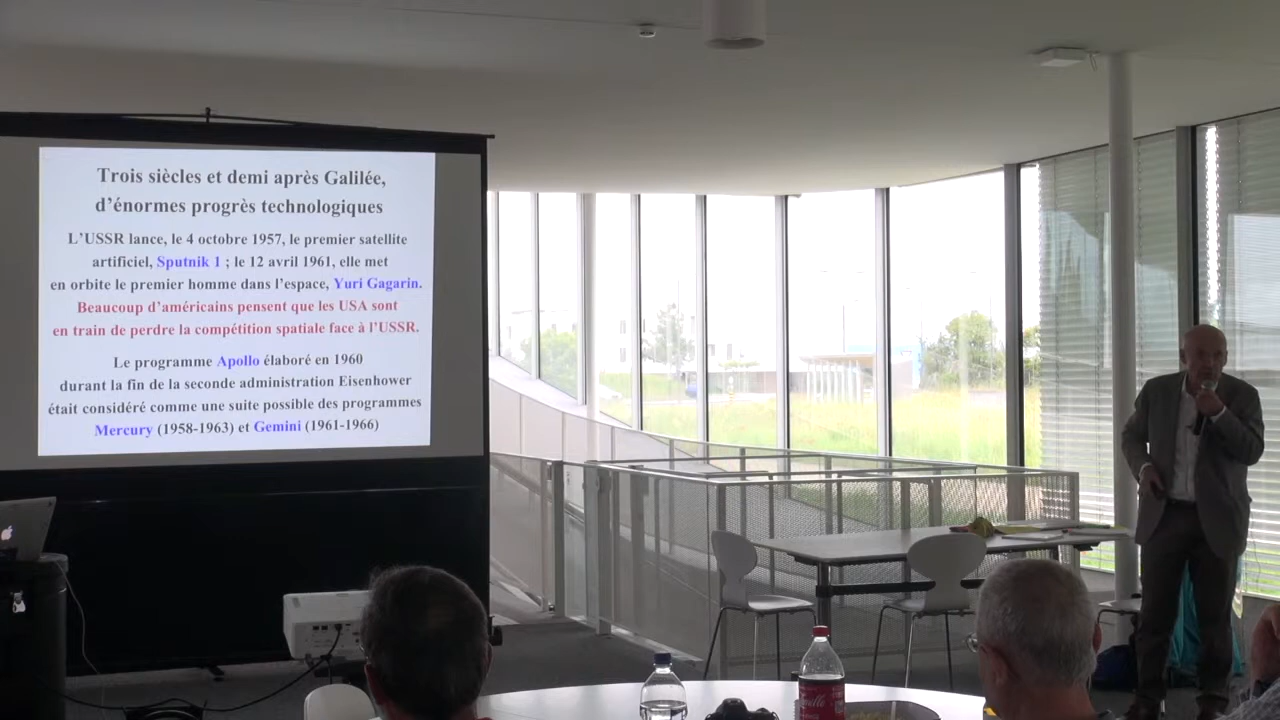 Trois siècles et demi après Galilée,
d'énormes progrès technologiques
L'USSR lance, le 4 octobre 1957, le premier satellite
artificiel, Sputnik 1 ; le 12 avril 1961, elle met
en orbite le premier homme dans l'espace, Yuri Gagarin.
Beaucoup d'américains pensent que les USA sont
en train de perdre la compétition spatiale face à l'USSR.
Le programme Apollo élaboré en 1960
durant la fin de la seconde administration Eisenhower
était considéré comme une suite possible des programmes
Mercury (1958-1963) et Gemini (1961-1966)